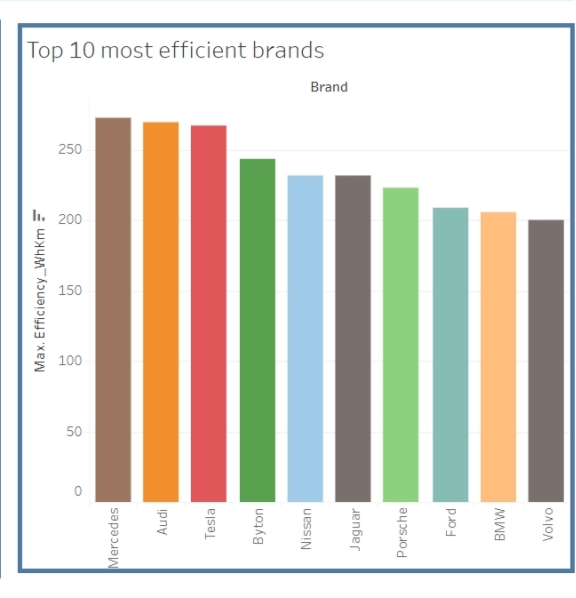 Top 10 most efficient brands
Brand
250
200
150
100
50
0
Max. Efficiency_WhKm
Mercedes
Audi
Tesla
Byton
Nissan
Jaguar
Porsche
Ford
BMW
Volvo